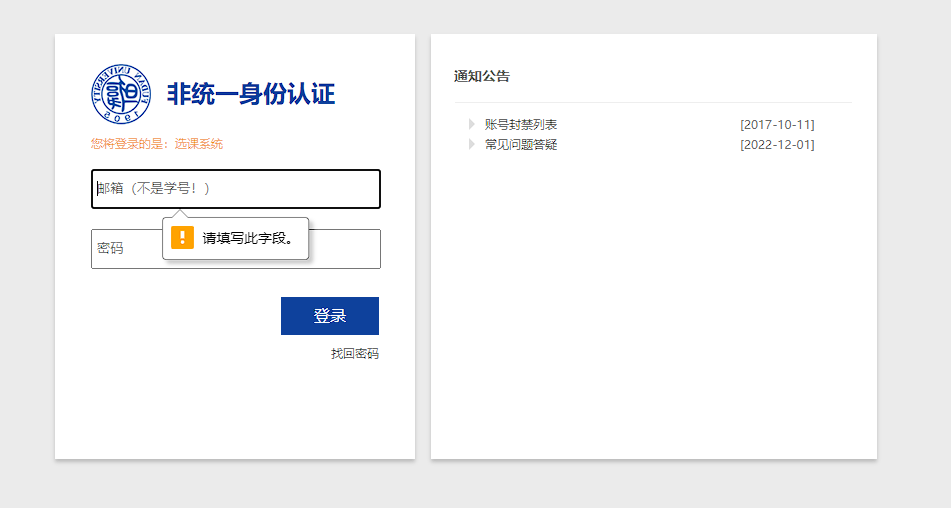 非统一身份认证
您将登录的是：选课系统
邮箱（不是学号！）
请填写此字段。
密码
登录
找回密码
通知公告
账号封禁列表 [2017-10-11]
常见问题答疑 [2022-12-01]